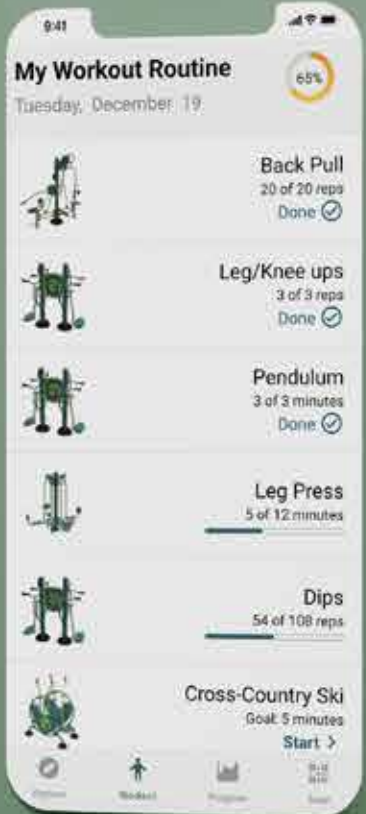 9:41
My Workout Routine
Tuesday, December 19
65%
Back Pull
20 of 20 reps
Done
Leg/Knee ups
3 of 3 reps
Done
Pendulum
3 of 3 minutes
Done
Leg Press
5 of 12 minutes
Dips
54 of 108 reps
Cross-Country Ski
Goal: 5 minutes
Start >
Workout
Progress